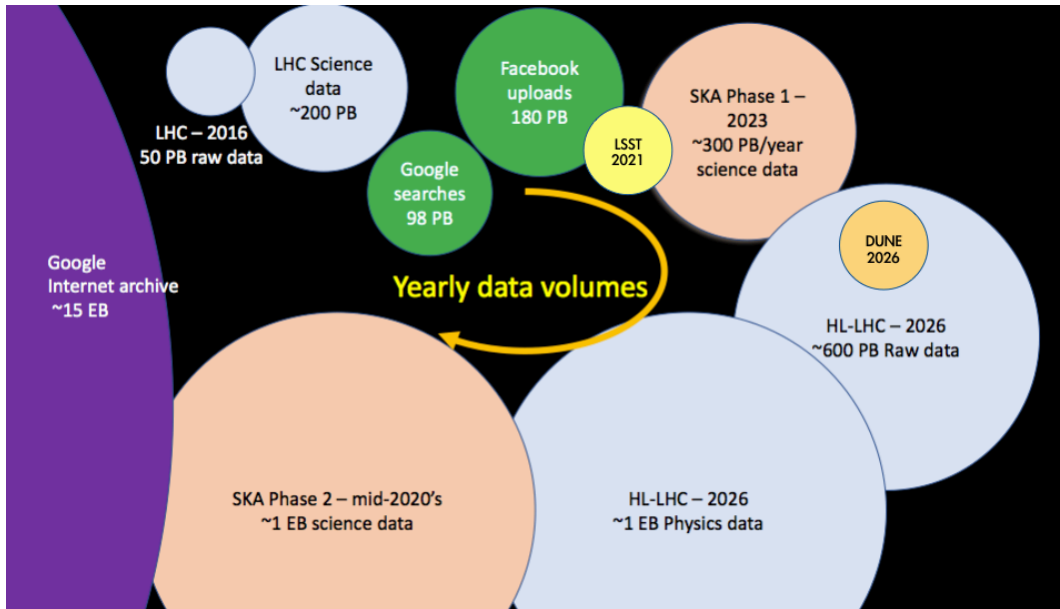 LHC Science
data
~200 PB
LHC – 2016
50 PB raw data
Facebook
uploads
180 PB
Google
searches
98 PB
LSST
2021
SKA Phase 1 –
2023
~300 PB/year
science data
DUNE
2026
HL-LHC – 2026
~600 PB Raw data
Google
Internet archive
~15 EB
Yearly data volumes
SKA Phase 2 – mid-2020's
~1 EB science data
HL-LHC – 2026
~1 EB Physics data